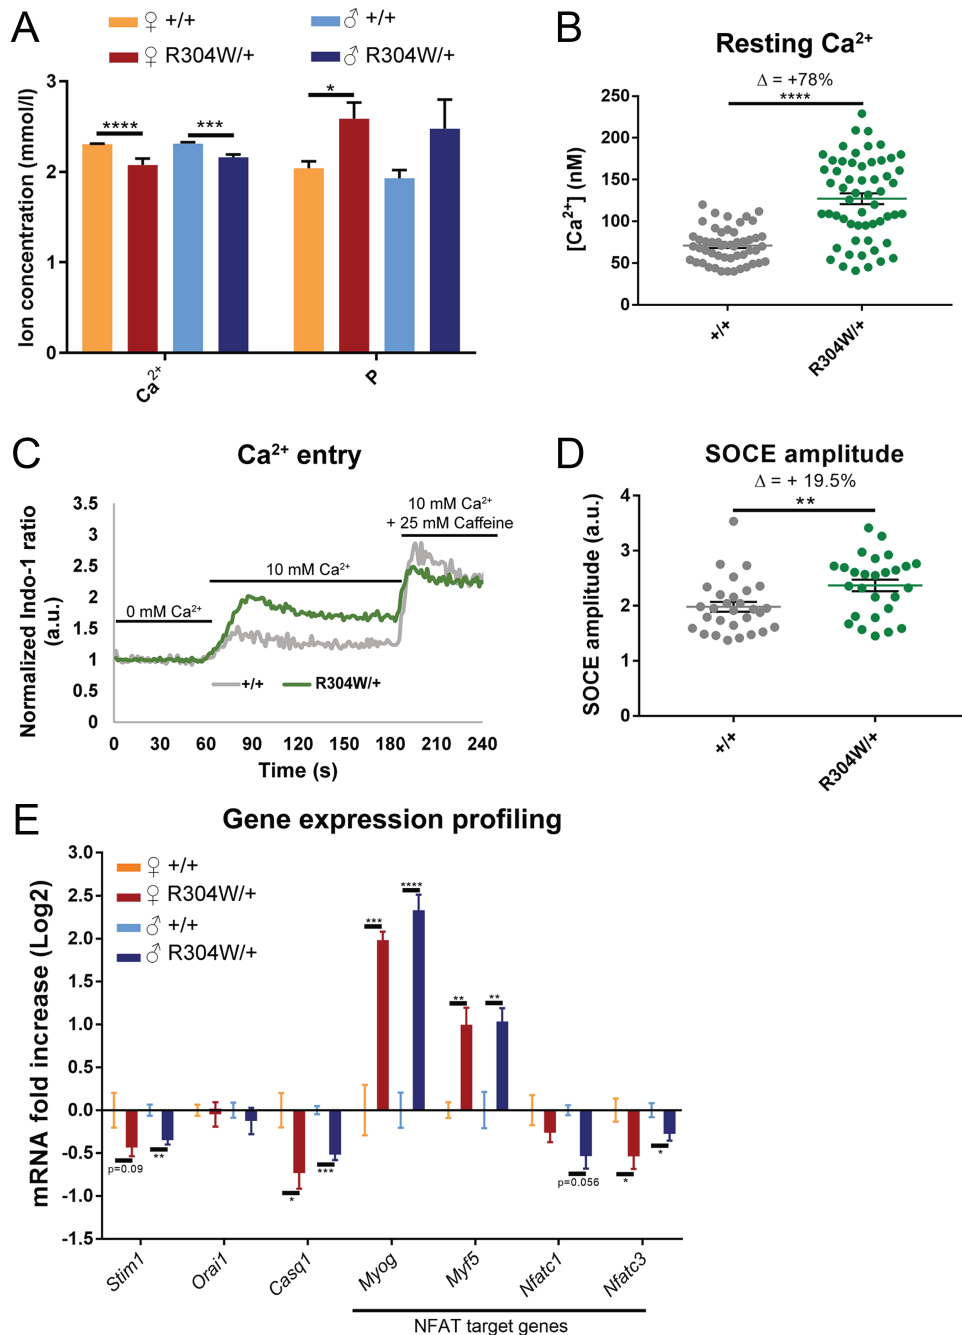 A
♀ +/+
♂ +/+
♀ R304W/+
♂ R304W/+
Ion concentration (mmol/l)
3
2
1
0
****
***
*
Ca²⁺
P
B
Resting Ca²⁺
Δ = +78%
****
[Ca²⁺] (nM)
250
200
150
100
50
0
+/+
R304W/+
C
Ca²⁺ entry
Normalized Indo-1 ratio
(a.u.)
3.5
3
2.5
2
1.5
1
0.5
0
0 mM Ca²⁺
10 mM Ca²⁺
10 mM Ca²⁺
+ 25 mM Caffeine
+/+
R304W/+
0 30 60 90 120 150 180 210 240
Time (s)
D
SOCE amplitude
Δ = + 19.5%
**
SOCE amplitude (a.u.)
4
3
2
1
0
+/+
R304W/+
E
Gene expression profiling
♀ +/+
♀ R304W/+
♂ +/+
♂ R304W/+
mRNA fold increase (Log2)
3.0
2.5
2.0
1.5
1.0
0.5
0.0
-0.5
-1.0
-1.5
p=0.09
**
*
***
***
****
**
**
p=0.056
*
*
Stim1
Orai1
Casq1
Myog
Myf5
Nfatc1
Nfatc3
NFAT target genes